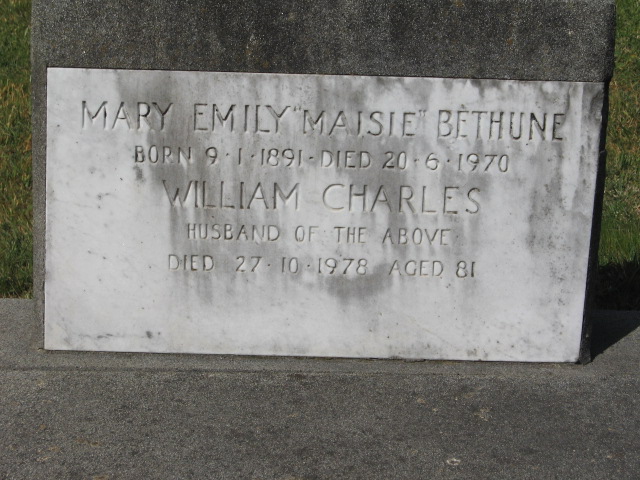 MARY EMILY "MAISIE" BETHUNE
BORN 9·1·1891·DIED 20·6·1970
WILLIAM CHARLES
HUSBAND OF THE ABOVE
DIED 27·10·1978 AGED 81